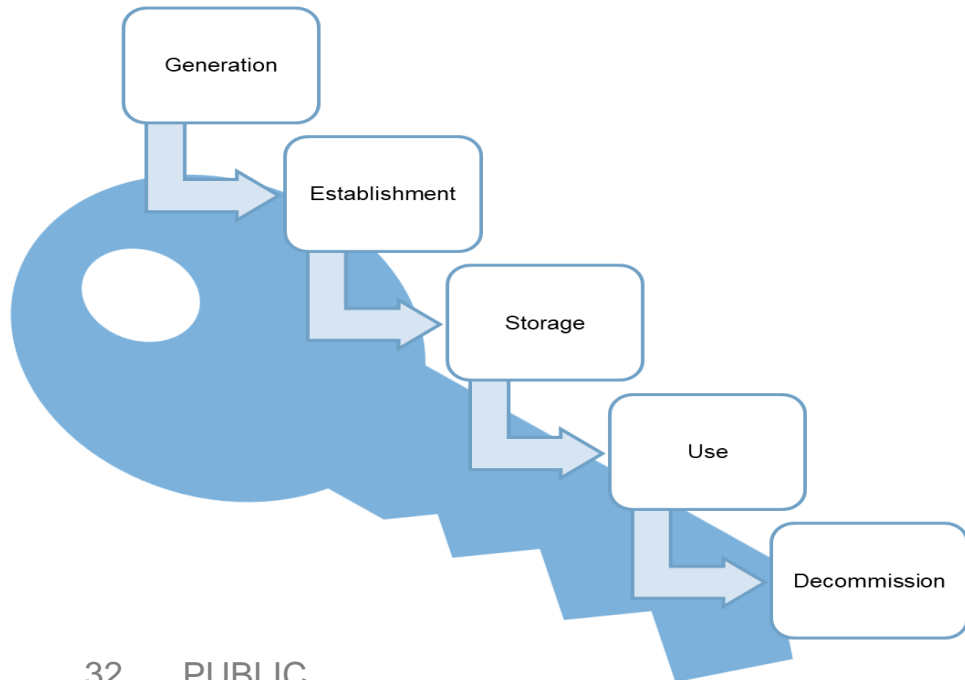 Generation
Establishment
Storage
Use
Decommission
32 PUBLIC